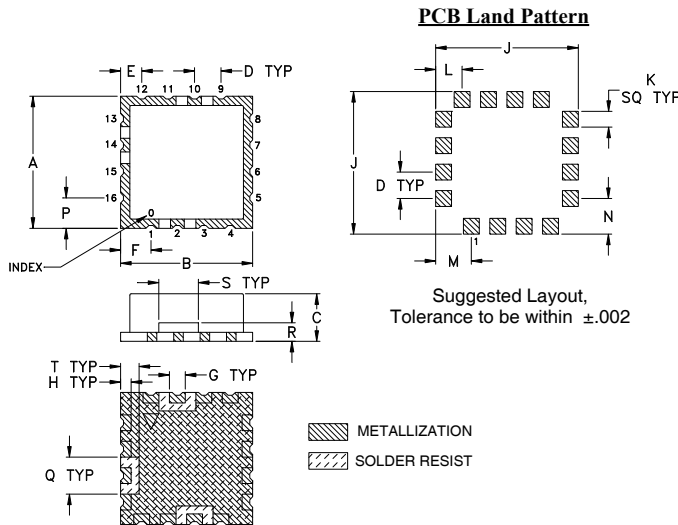 PCB Land Pattern
E
D TYP
12 11 10 9
13
14
15
16
8
7
6
5
A
P
0
1 2 3 4
F
B
INDEX
J
L
K
SQ TYP
J
D TYP
N
M
1
Suggested Layout,
Tolerance to be within ±.002
S TYP
C
R
T TYP
H TYP
G TYP
Q TYP
METALLIZATION
SOLDER RESIST